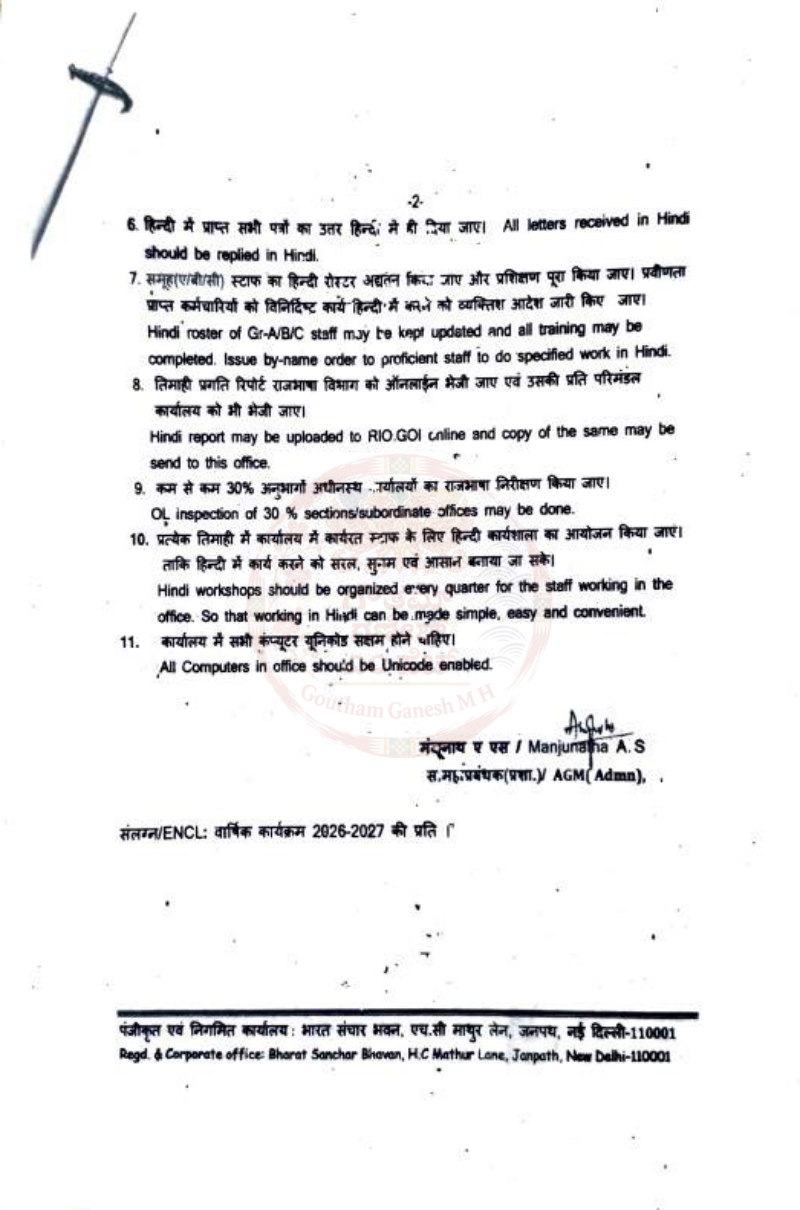 -2-
6. हिन्दी में प्राप्त सभी पत्रों का उत्तर हिन्दी में ही दिया जाए। All letters received in Hindi
should be replied in Hindi.
7. समूह(ए/बी/सी) स्टाफ का हिन्दी रोस्टर अद्यतन किया जाए और प्रशिक्षण पूरा किया जाए। प्रवीणता
प्राप्त कर्मचारियों को विनिर्दिष्ट कार्य हिन्दी में करने को व्यक्तिश आदेश जारी किए जाए।
Hindi roster of Gr-A/B/C staff may be kept updated and all training may be
completed. Issue by-name order to proficient staff to do specified work in Hindi.
8. तिमाही प्रगति रिपोर्ट राजभाषा विभाग को ऑनलाईन भेजी जाए एवं उसकी प्रति परिमंडल
कार्यालय को भी भेजी जाए।
Hindi report may be uploaded to RIO.GOI online and copy of the same may be
send to this office.
9. कम से कम 30% अनुभागों अधीनस्थ कार्यालयों का राजभाषा निरीक्षण किया जाए।
OL inspection of 30 % sections/subordinate offices may be done.
10. प्रत्येक तिमाही में कार्यालय में कार्यरत स्टाफ के लिए हिन्दी कार्यशाला का आयोजन किया जाएं।
ताकि हिन्दी में कार्य करने को सरल, सुगम एवं आसान बनाया जा सके।
Hindi workshops should be organized every quarter for the staff working in the
office. So that working in Hindi can be made simple, easy and convenient.
11. कार्यालय में सभी कंप्यूटर यूनिकोड सक्षम होने चाहिए।
All Computers in office should be Unicode enabled.
Goutham Ganesh M H
मंजूनाथ ए एस / Manjunatha A.S
स.महाप्रबंधक(प्रशा.)/ AGM( Admn),
संलग्न/ENCL: वार्षिक कार्यक्रम 2026-2027 की प्रति ।
पंजीकृत एवं निगमित कार्यालय: भारत संचार भवन, एच.सी माथुर लेन, जनपथ, नई दिल्ली-110001
Regd. & Corporate office: Bharat Sanchar Bhavan, H.C Mathur Lane, Janpath, New Delhi-110001